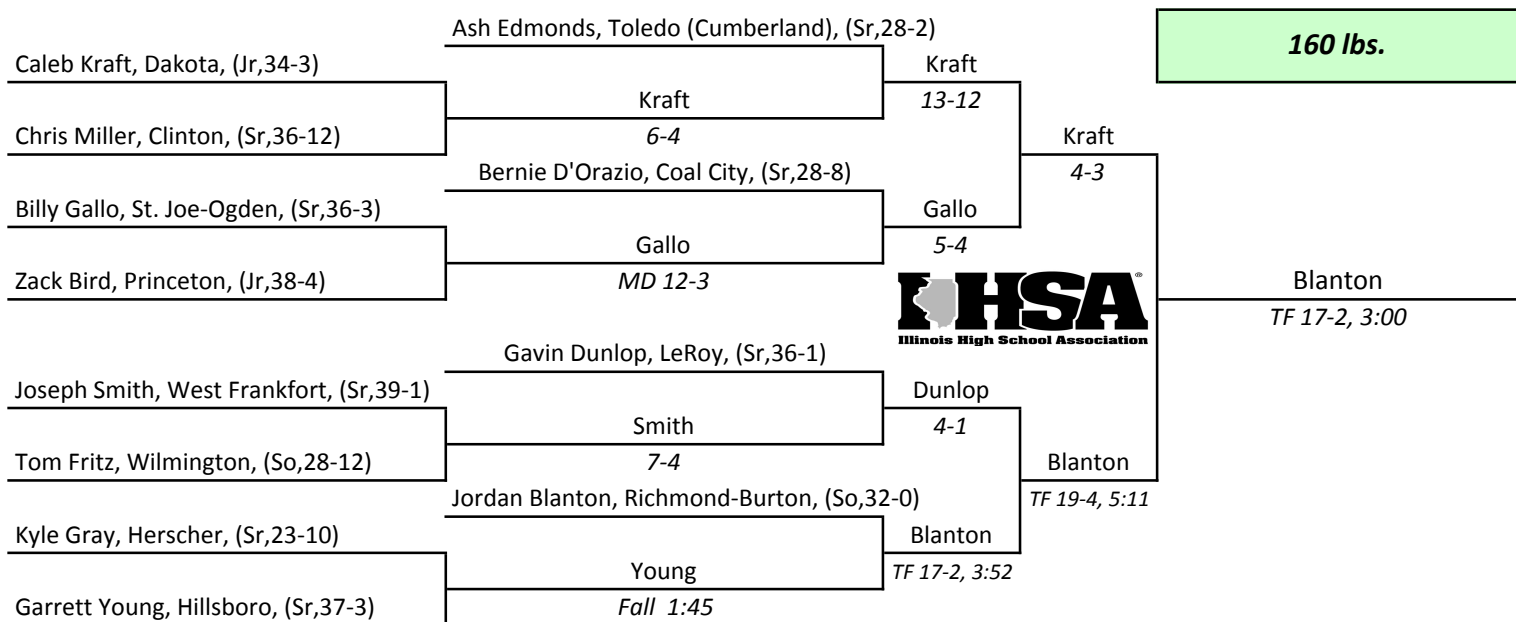 Ash Edmonds, Toledo (Cumberland), (Sr,28-2)
160 lbs.
Caleb Kraft, Dakota, (Jr,34-3)
Kraft
Kraft
13-12
Chris Miller, Clinton, (Sr,36-12)
6-4
Kraft
Bernie D'Orazio, Coal City, (Sr,28-8)
4-3
Billy Gallo, St. Joe-Ogden, (Sr,36-3)
Gallo
Gallo
5-4
Zack Bird, Princeton, (Jr,38-4)
MD 12-3
IHSA®
Illinois High School Association
Blanton
TF 17-2, 3:00
Gavin Dunlop, LeRoy, (Sr,36-1)
Joseph Smith, West Frankfort, (Sr,39-1)
Dunlop
Smith
4-1
Tom Fritz, Wilmington, (So,28-12)
7-4
Blanton
Jordan Blanton, Richmond-Burton, (So,32-0)
TF 19-4, 5:11
Kyle Gray, Herscher, (Sr,23-10)
Blanton
Young
TF 17-2, 3:52
Garrett Young, Hillsboro, (Sr,37-3)
Fall 1:45